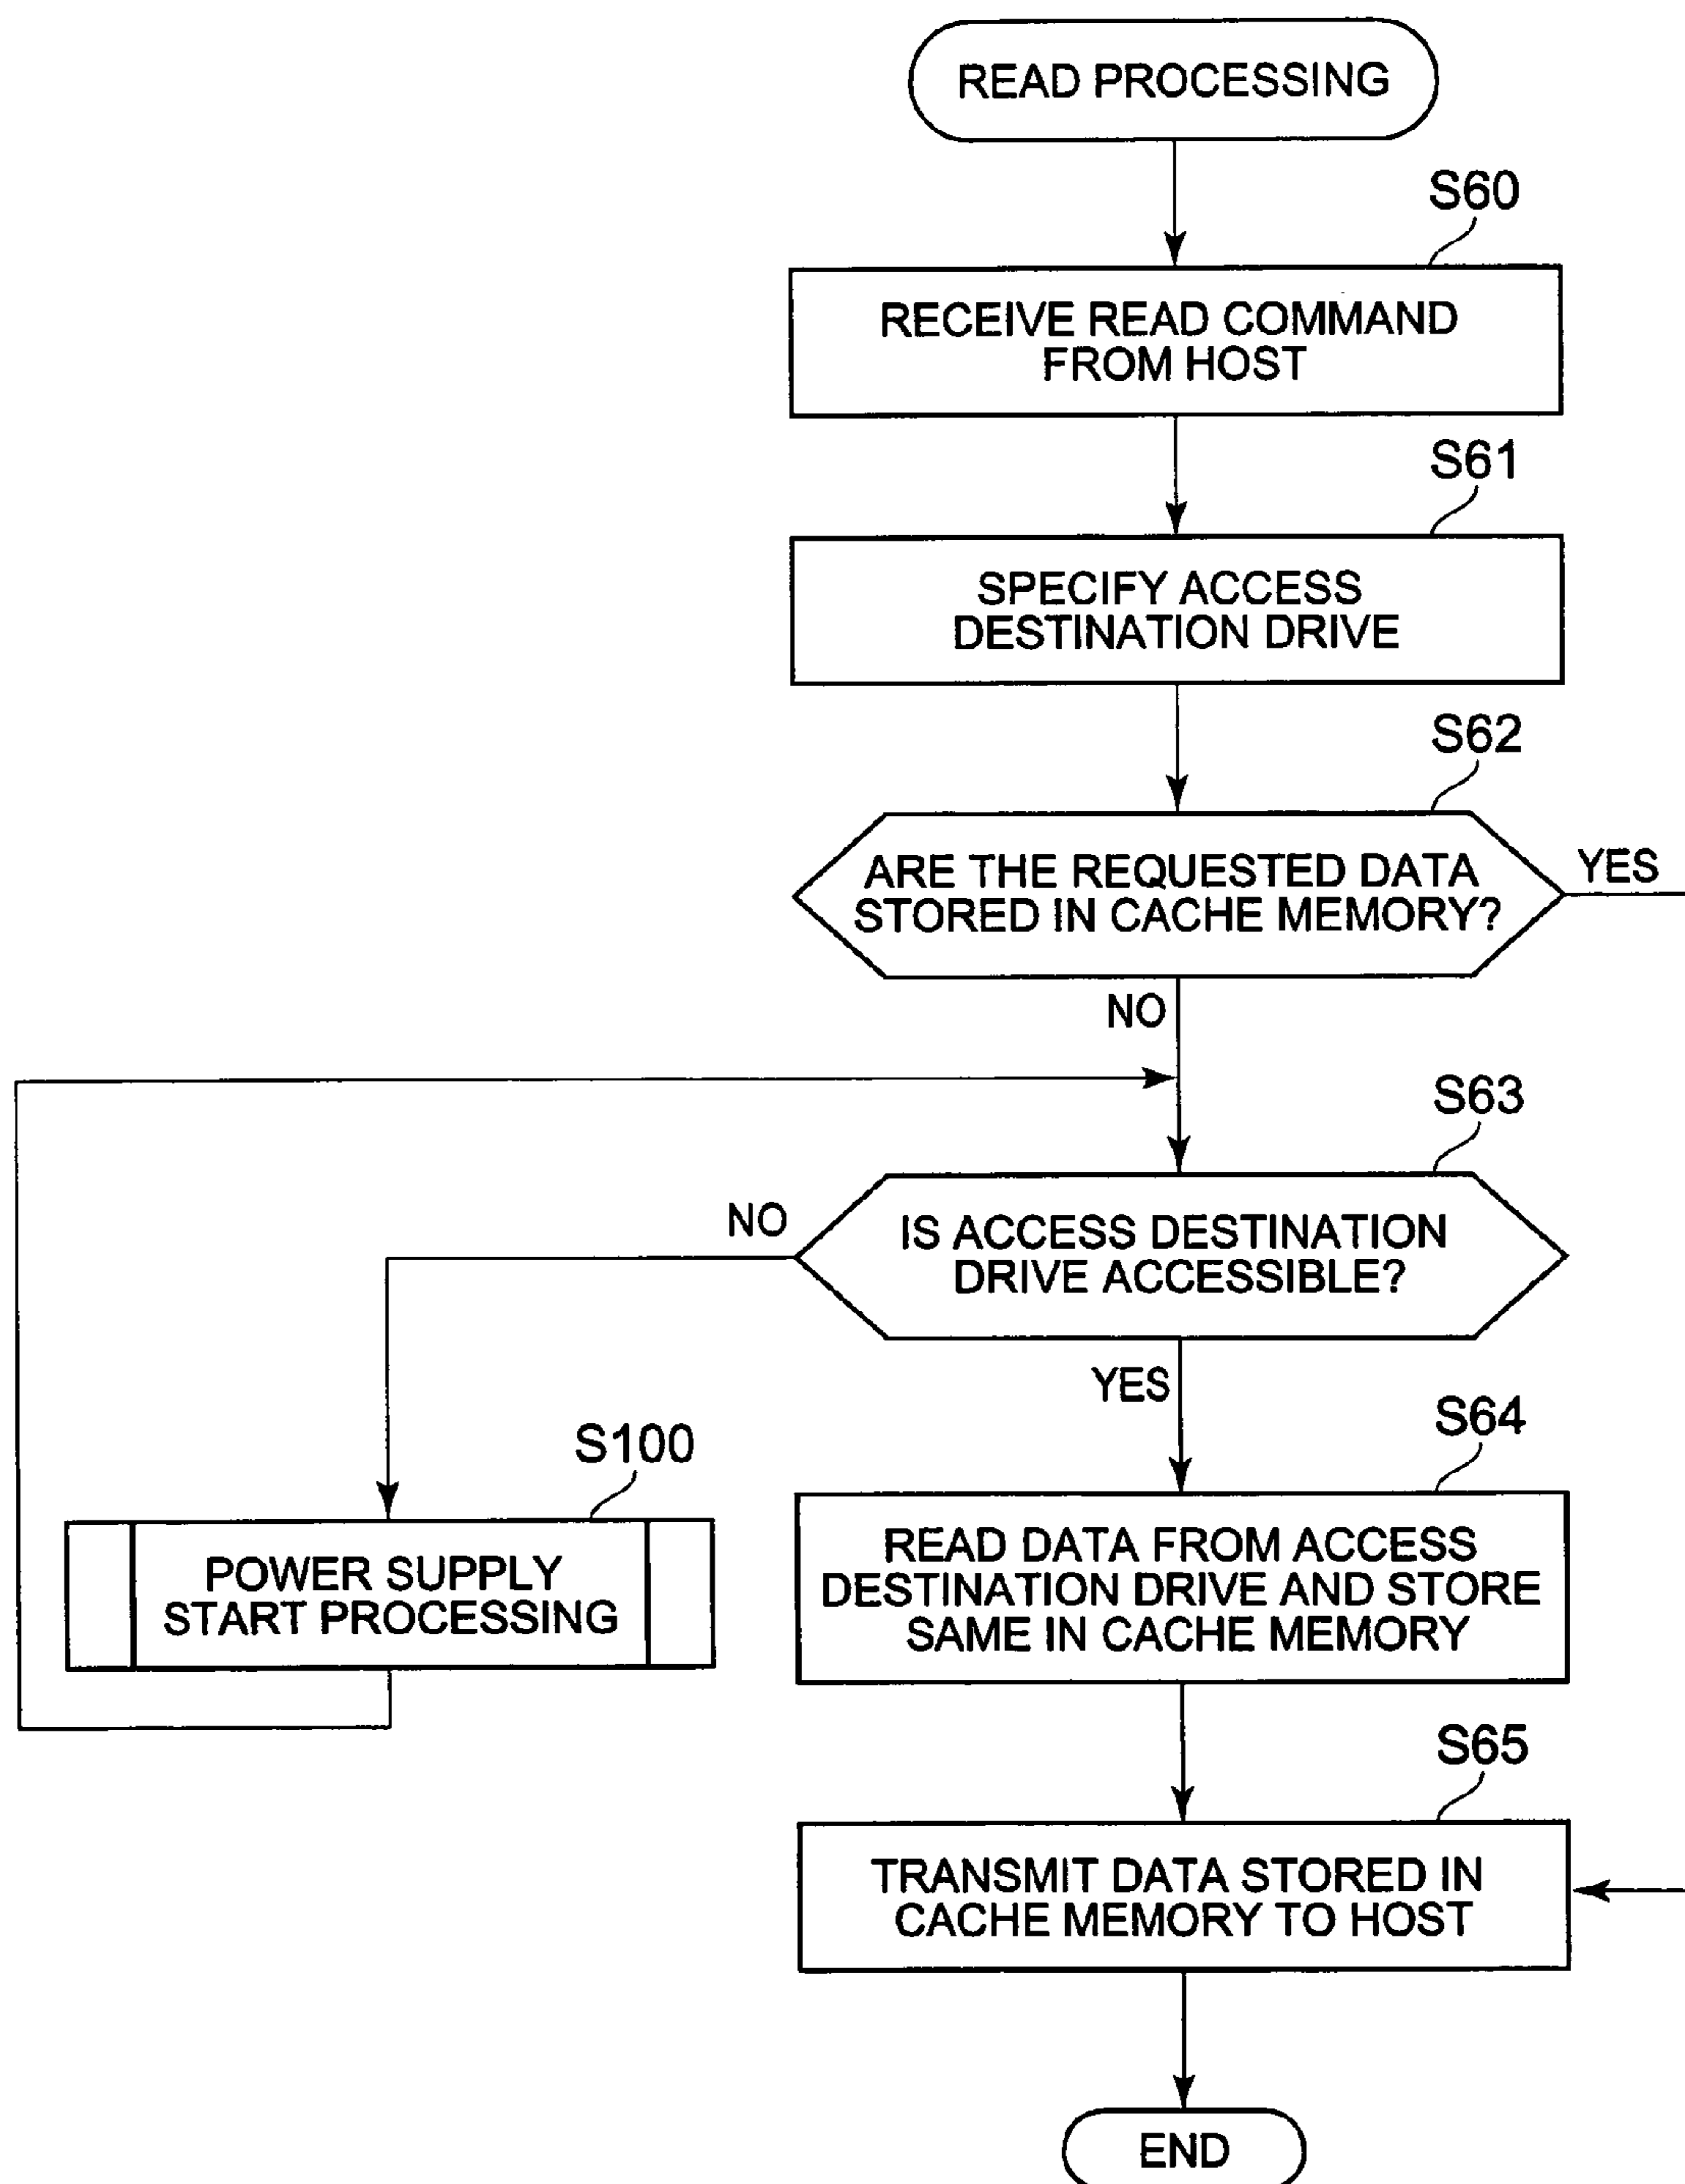 READ PROCESSING
S60
RECEIVE READ COMMAND
FROM HOST
S61
SPECIFY ACCESS
DESTINATION DRIVE
S62
ARE THE REQUESTED DATA
STORED IN CACHE MEMORY?
YES
NO
S63
IS ACCESS DESTINATION
DRIVE ACCESSIBLE?
NO
YES
S100
POWER SUPPLY
START PROCESSING
S64
READ DATA FROM ACCESS
DESTINATION DRIVE AND STORE
SAME IN CACHE MEMORY
S65
TRANSMIT DATA STORED IN
CACHE MEMORY TO HOST
END